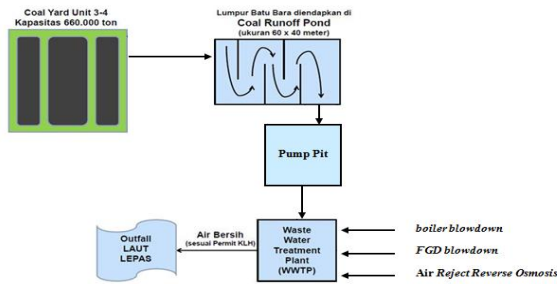 Coal Yard Unit 3-4
Kapasitas 660.000 ton
Lumpur Batu Bara diendapkan di
Coal Runoff Pond
(ukuran 60 x 40 meter)
Pump Pit
Outfall
LAUT
LEPAS
Air Bersih
(sesuai Permit KLH)
Waste
Water
Treatment
Plant
(WWTP)
boiler blowdown
FGD blowdown
Air Reject Reverse Osmosis